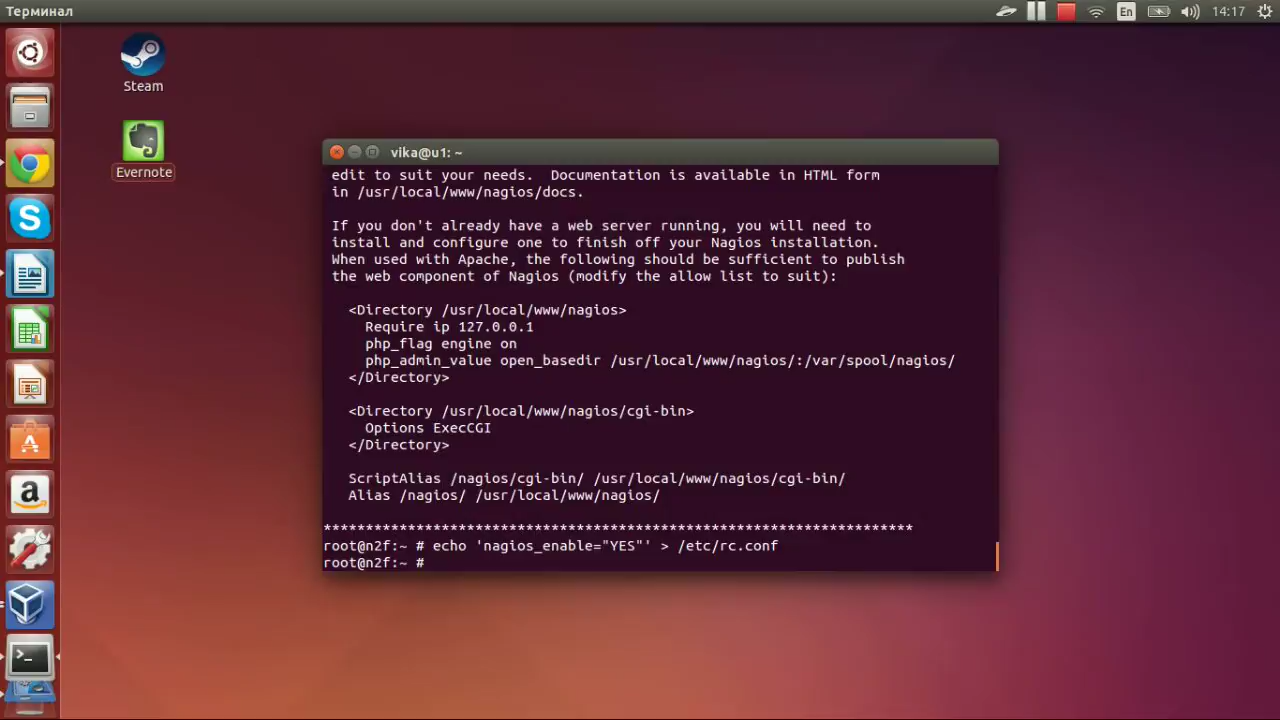 Терминал
En
14:17
Steam
Evernote
vika@u1: ~
edit to suit your needs.  Documentation is available in HTML form
in /usr/local/www/nagios/docs.
If you don't already have a web server running, you will need to
install and configure one to finish off your Nagios installation.
When used with Apache, the following should be sufficient to publish
the web component of Nagios (modify the allow list to suit):
<Directory /usr/local/www/nagios>
Require ip 127.0.0.1
php_flag engine on
php_admin_value open_basedir /usr/local/www/nagios/:/var/spool/nagios/
</Directory>
<Directory /usr/local/www/nagios/cgi-bin>
Options ExecCGI
</Directory>
ScriptAlias /nagios/cgi-bin/ /usr/local/www/nagios/cgi-bin/
Alias /nagios/ /usr/local/www/nagios/
**********************************************************************
root@n2f:~ # echo 'nagios_enable="YES"' > /etc/rc.conf
root@n2f:~ #